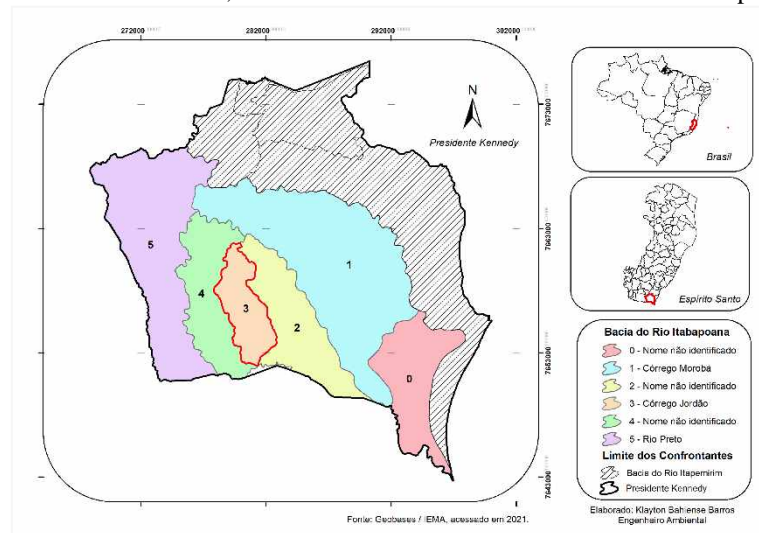 272000
282000
292000
302000
7673000
7663000
7653000
7643000
N
Presidente Kennedy
5
1
4
3
2
0
Brasil
Espírito Santo
Bacia do Rio Itabapoana
0 - Nome não identificado
1 - Córrego Morobá
2 - Nome não identificado
3 - Córrego Jordão
4 - Nome não identificado
5 - Rio Preto
Limite dos Confrontantes
Bacia do Rio Itapemirim
Presidente Kennedy
Elaborado: Klayton Bahiense Barros
Engenheiro Ambiental
Fonte: Geobases / IEMA, acessado em 2021.